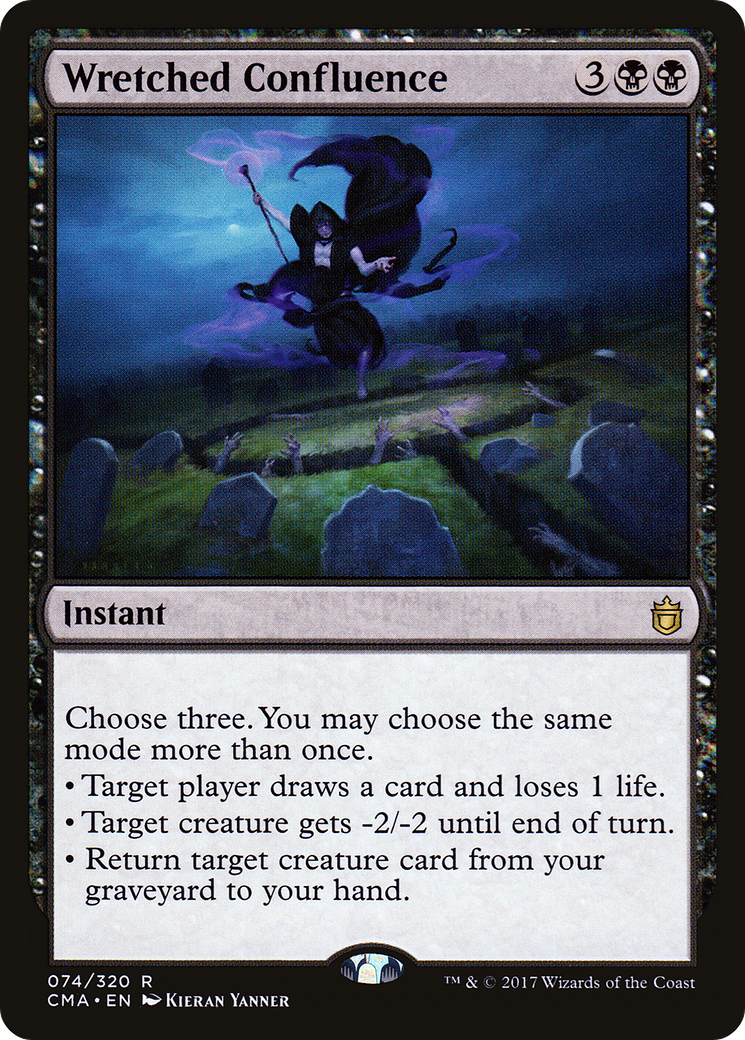 Wretched Confluence 3
Instant
Choose three. You may choose the same
mode more than once.
• Target player draws a card and loses 1 life.
• Target creature gets -2/-2 until end of turn.
• Return target creature card from your
graveyard to your hand.
074/320 R
™ & © 2017 Wizards of the Coast
CMA • EN Kieran Yanner